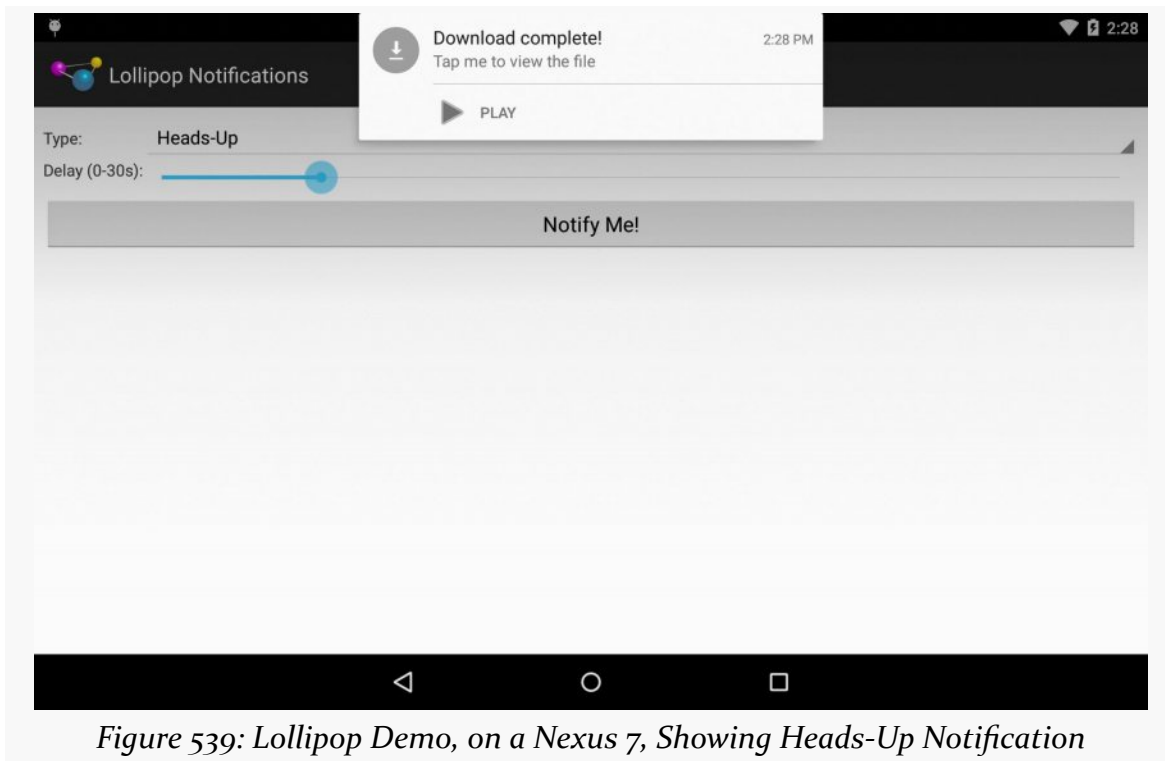 2:28
Lollipop Notifications
Download complete!
2:28 PM
Tap me to view the file
PLAY
Type:
Heads-Up
Delay (0-30s):
Notify Me!
Figure 539: Lollipop Demo, on a Nexus 7, Showing Heads-Up Notification